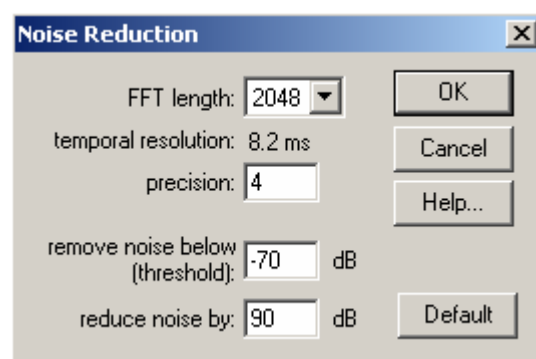 Noise Reduction
FFT length: 2048
OK
temporal resolution: 8.2 ms
Cancel
precision: 4
Help...
remove noise below
(threshold): -70 dB
reduce noise by: 90 dB
Default